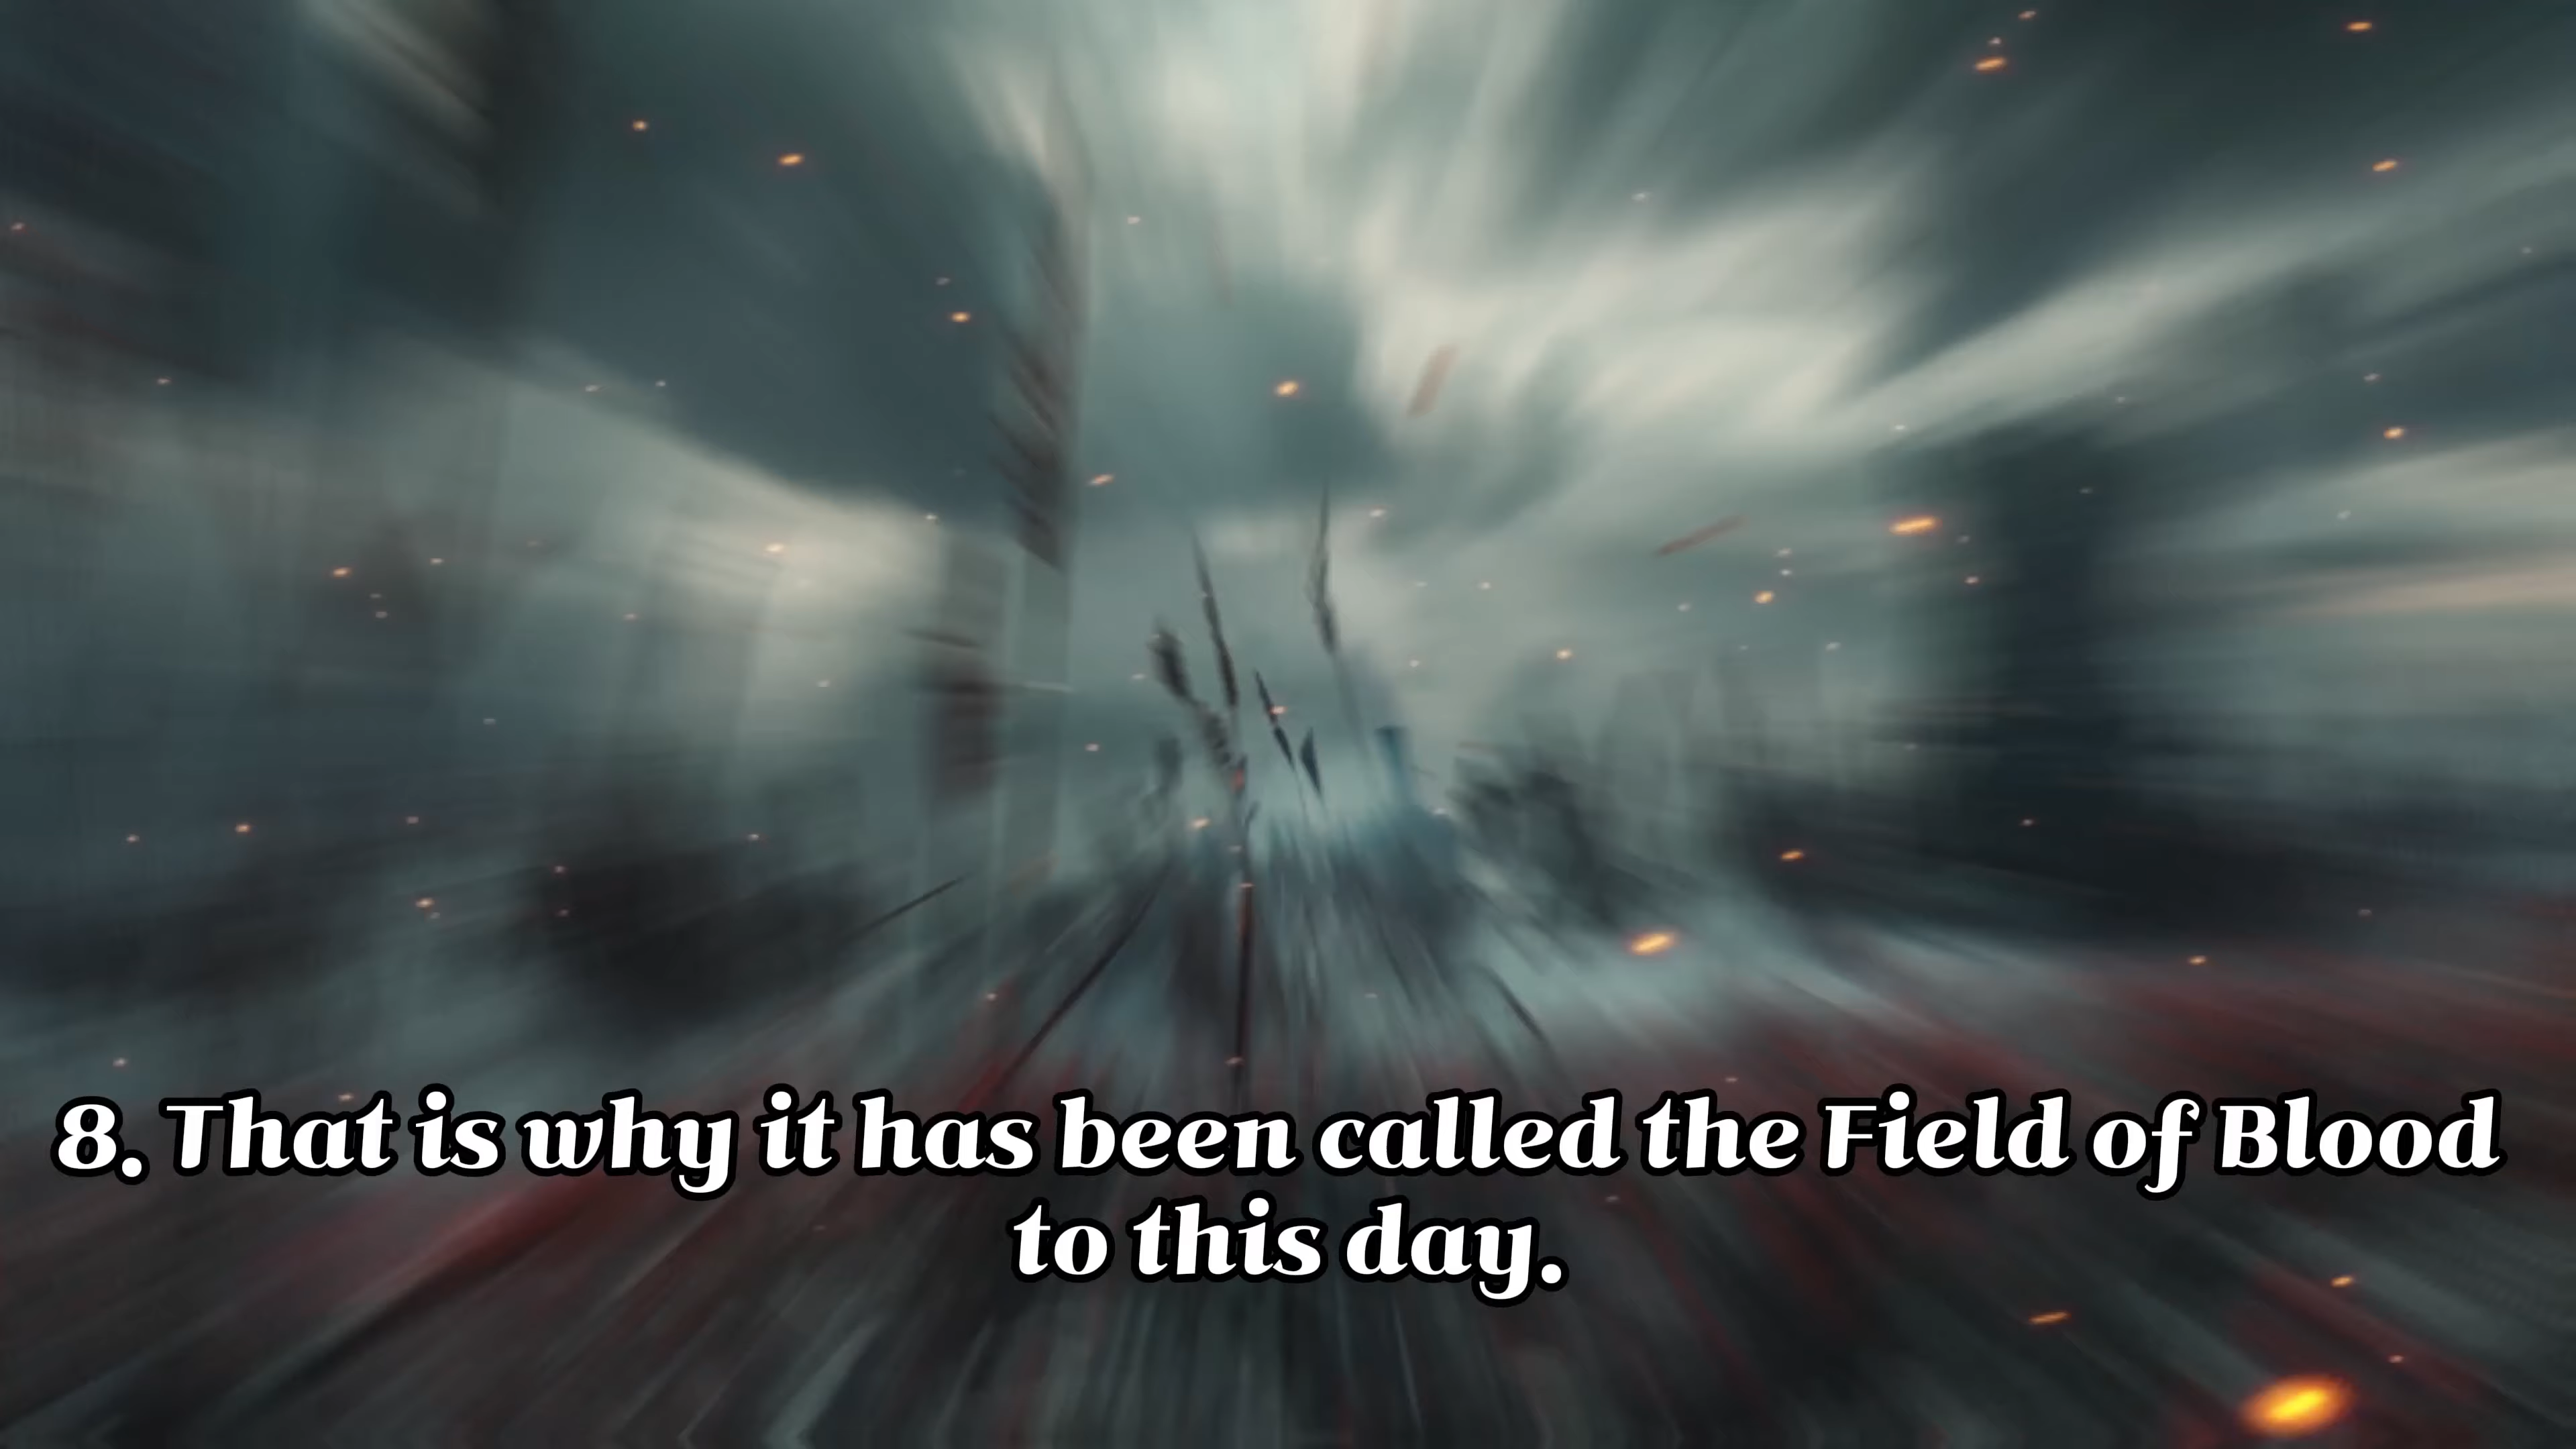 8. That is why it has been called the Field of Blood
to this day.